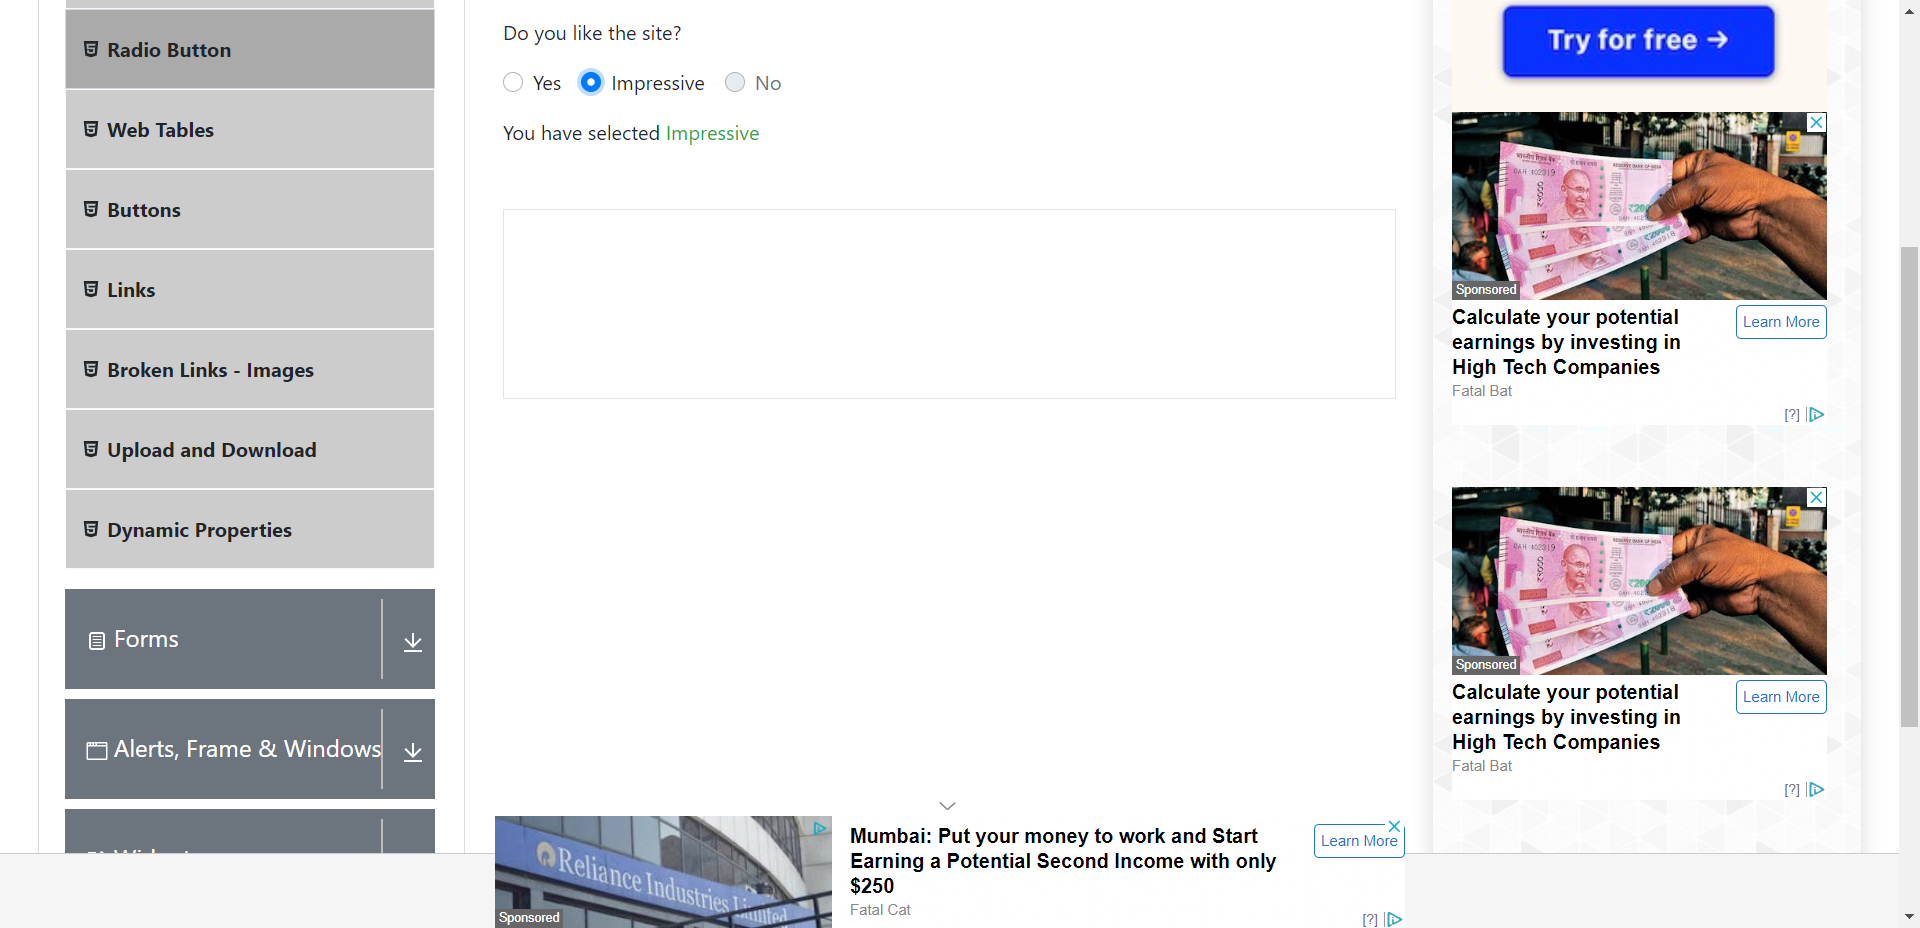 Radio Button
Web Tables
Buttons
Links
Broken Links - Images
Upload and Download
Dynamic Properties
Forms
Alerts, Frame & Windows
Do you like the site?
Yes Impressive No
You have selected Impressive
Try for free →
Sponsored
Calculate your potential
earnings by investing in
High Tech Companies
Learn More
Fatal Bat
[?]
Sponsored
Calculate your potential
earnings by investing in
High Tech Companies
Learn More
Fatal Bat
[?]
Reliance Industries Limited
Sponsored
Mumbai: Put your money to work and Start
Earning a Potential Second Income with only
$250
Fatal Cat
Learn More
[?]